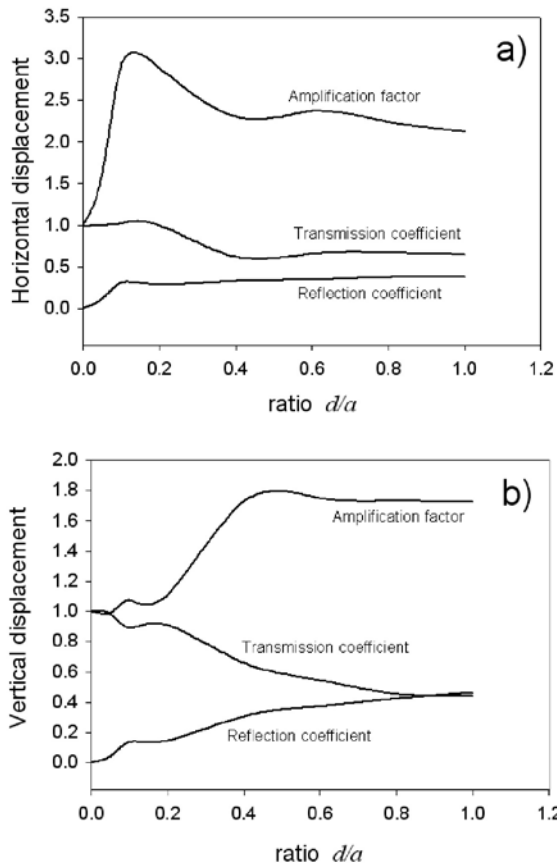 a)
Horizontal displacement
3.5
3.0
2.5
2.0
1.5
1.0
0.5
0.0
Amplification factor
Transmission coefficient
Reflection coefficient
0.0 0.2 0.4 0.6 0.8 1.0 1.2
ratio d/a
b)
Vertical displacement
2.0
1.8
1.6
1.4
1.2
1.0
0.8
0.6
0.4
0.2
0.0
Amplification factor
Transmission coefficient
Reflection coefficient
0.0 0.2 0.4 0.6 0.8 1.0 1.2
ratio d/a